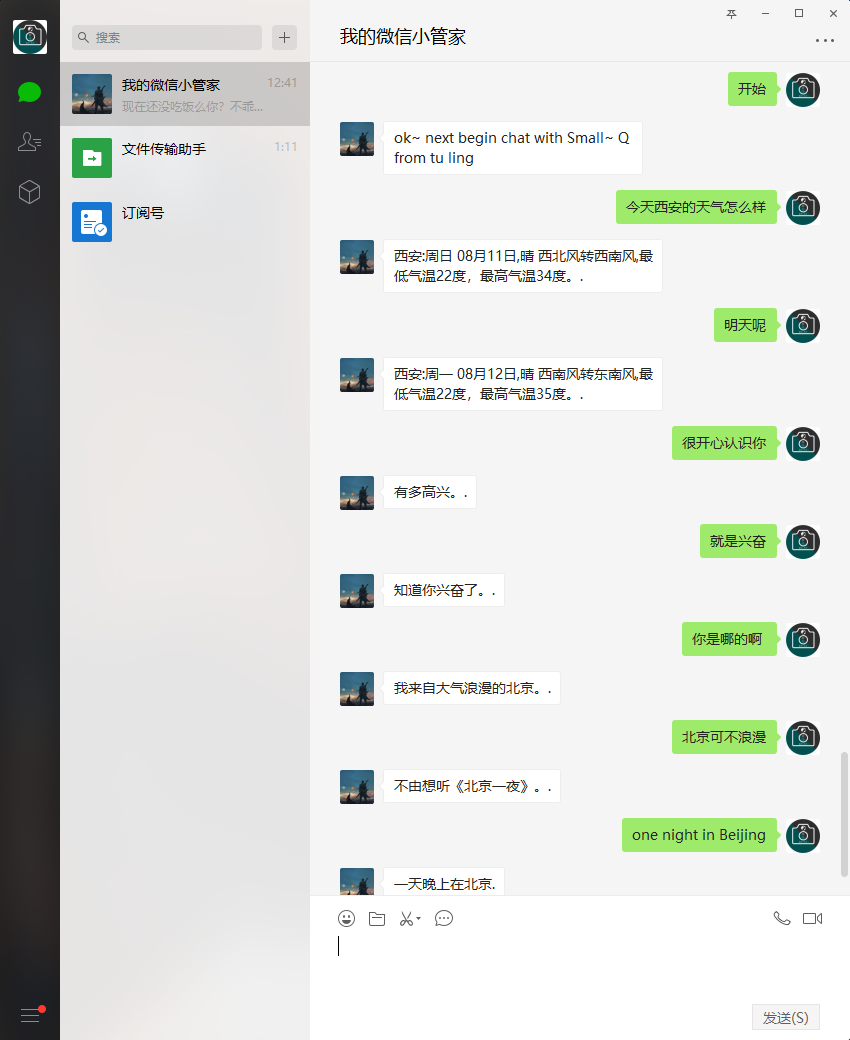 搜索
我的微信小管家
12:41
现在还没吃饭么你？不乖...
文件传输助手
1:11
订阅号
我的微信小管家
开始
ok~ next begin chat with Small~ Q
from tu ling
今天西安的天气怎么样
西安:周日 08月11日,晴 西北风转西南风,最
低气温22度，最高气温34度。.
明天呢
西安:周一 08月12日,晴 西南风转东南风,最
低气温22度，最高气温35度。.
很开心认识你
有多高兴。.
就是兴奋
知道你兴奋了。.
你是哪的啊
我来自大气浪漫的北京。.
北京可不浪漫
不由想听《北京一夜》。.
one night in Beijing
一天晚上在北京.
发送(S)